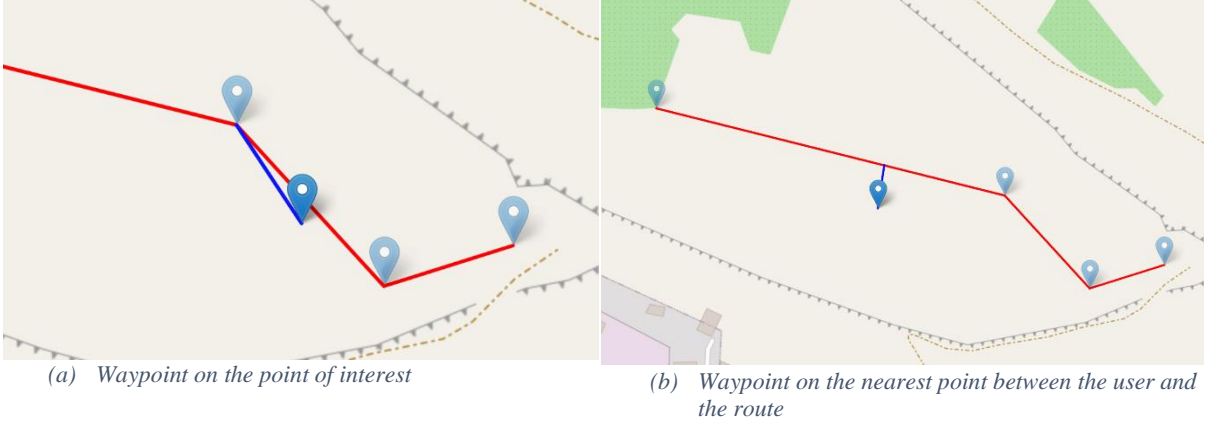 (a) Waypoint on the point of interest
(b) Waypoint on the nearest point between the user and
the route